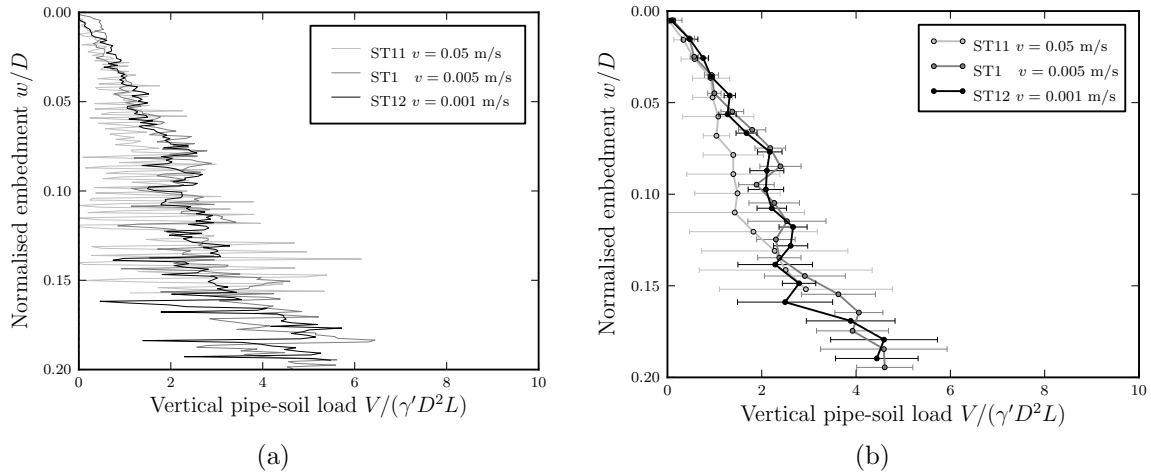 0.00
0.05
0.10
0.15
0.20
Normalised embedment w/D
0 2 4 6 8 10
Vertical pipe-soil load V/(γ′D²L)
ST11 v = 0.05 m/s
ST1 v = 0.005 m/s
ST12 v = 0.001 m/s
(a)
0.00
0.05
0.10
0.15
0.20
Normalised embedment w/D
0 2 4 6 8 10
Vertical pipe-soil load V/(γ′D²L)
ST11 v = 0.05 m/s
ST1 v = 0.005 m/s
ST12 v = 0.001 m/s
(b)